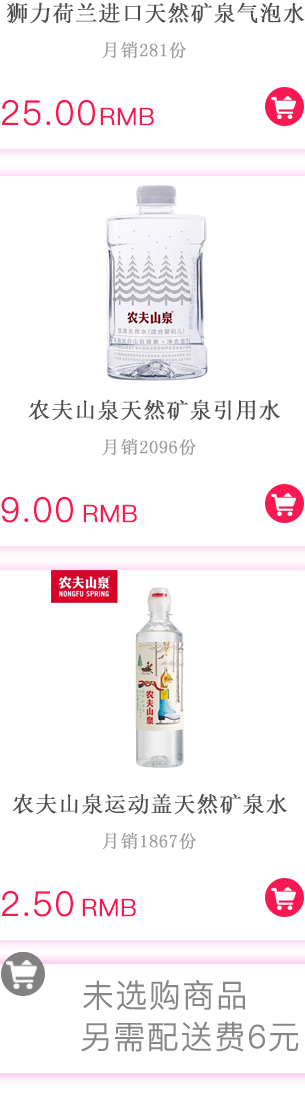 狮力荷兰进口天然矿泉气泡水
月销281份
25.00RMB
农夫山泉
农夫山泉天然矿泉引用水
月销2096份
9.00 RMB
农夫山泉
NONGFU SPRING
农夫山泉
农夫山泉运动盖天然矿泉水
月销1867份
2.50 RMB
未选购商品
另需配送费6元